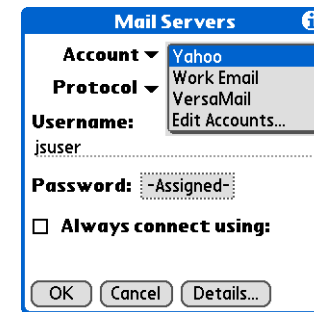 Mail Servers
Account Yahoo
Work Email
Protocol
VersaMail
Username: Edit Accounts...
jsuser
Password: -Assigned-
Always connect using:
OK Cancel Details...